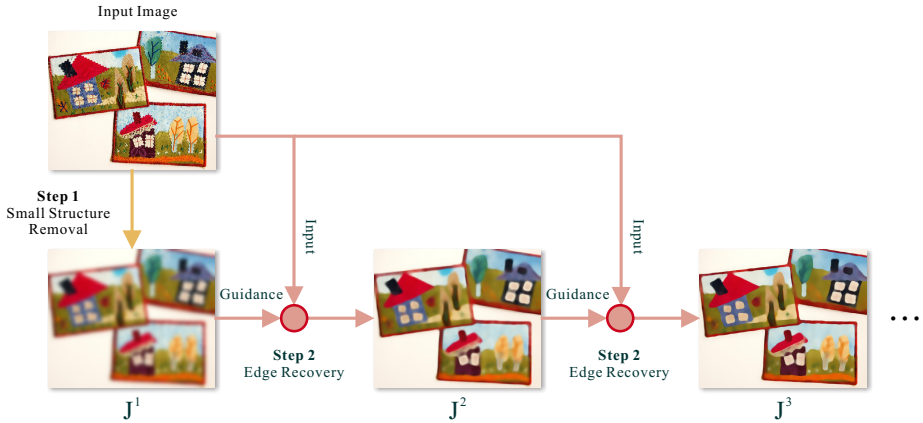 Input Image
Step 1
Small Structure
Removal
Input
Input
Guidance
Guidance
Step 2
Edge Recovery
Step 2
Edge Recovery
...
J¹
J²
J³